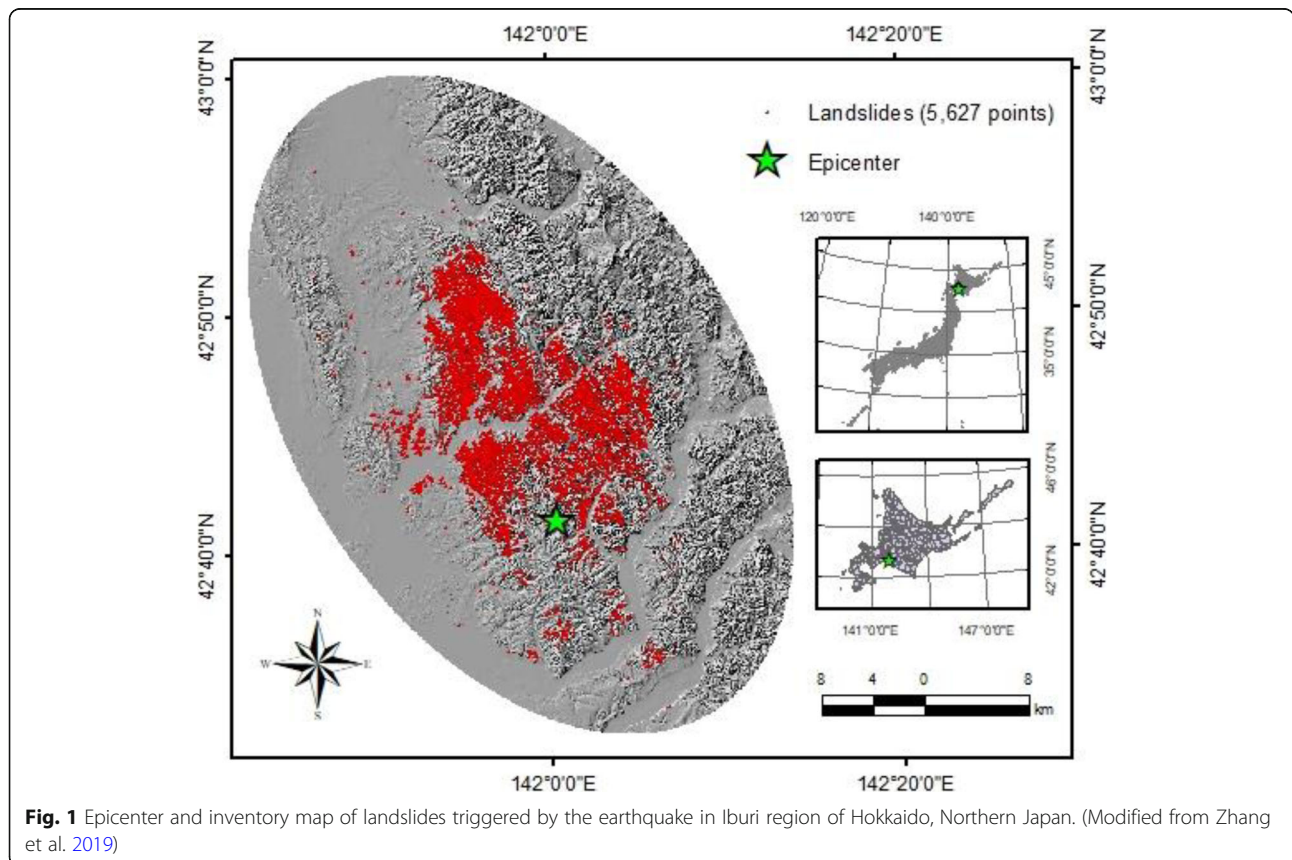 142°0'0"E 142°20'0"E
43°0'0"N 43°0'0"N
Landslides (5,627 points)
Epicenter
120°0'0"E 140°0'0"E
45°0'0"N
35°0'0"N
42°50'0"N 42°50'0"N
46°0'0"N
42°0'0"N
141°0'0"E 147°0'0"E
42°40'0"N 42°40'0"N
N
W E
S
8 4 0 8
km
142°0'0"E 142°20'0"E
Fig. 1 Epicenter and inventory map of landslides triggered by the earthquake in Iburi region of Hokkaido, Northern Japan. (Modified from Zhang
et al. 2019)